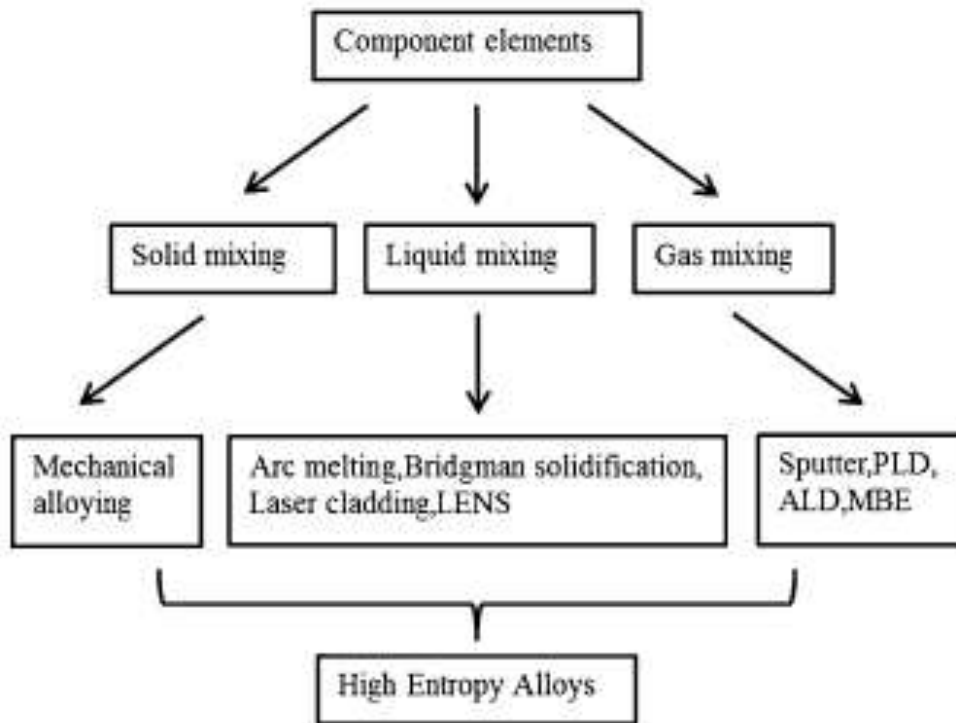 Component elements
Solid mixing
Liquid mixing
Gas mixing
Mechanical
alloying
Arc melting,Bridgman solidification,
Laser cladding,LENS
Sputter,PLD,
ALD,MBE
High Entropy Alloys